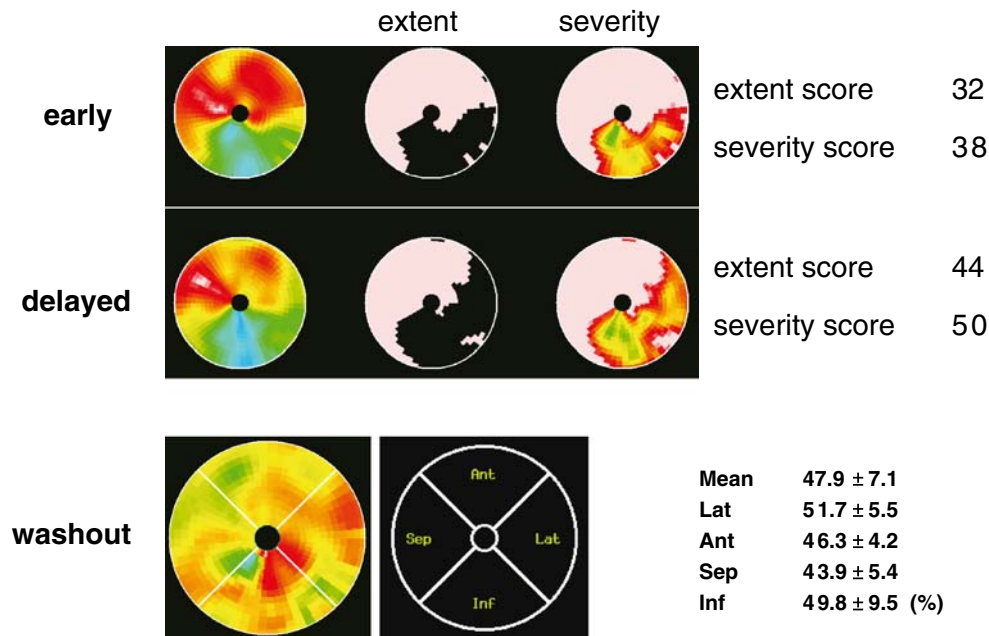 extent severity
early
extent score 32
severity score 38
delayed
extent score 44
severity score 50
washout
Ant
Sep Lat
Inf
Mean 47.9 ± 7.1
Lat 51.7 ± 5.5
Ant 46.3 ± 4.2
Sep 43.9 ± 5.4
Inf 49.8 ± 9.5 (%)